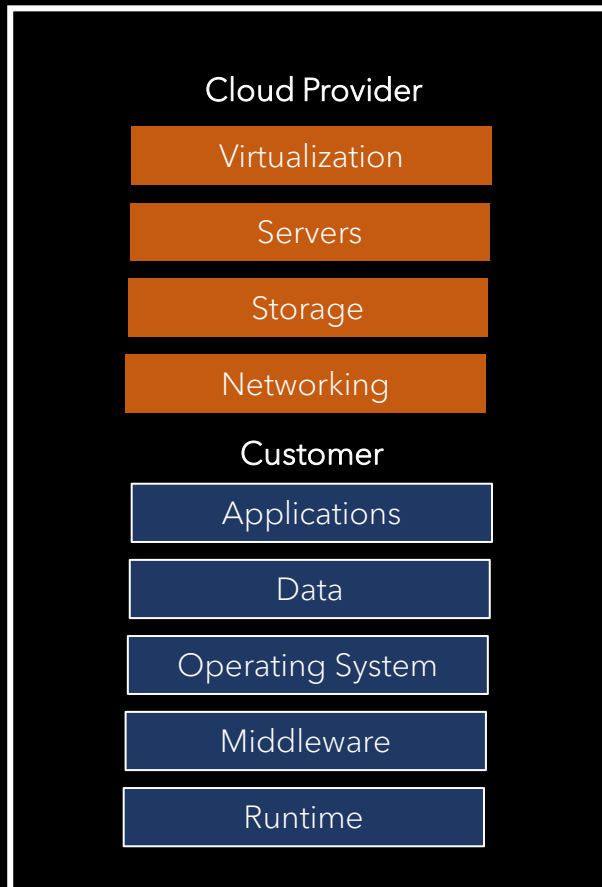 Cloud Provider
Virtualization
Servers
Storage
Networking
Customer
Applications
Data
Operating System
Middleware
Runtime